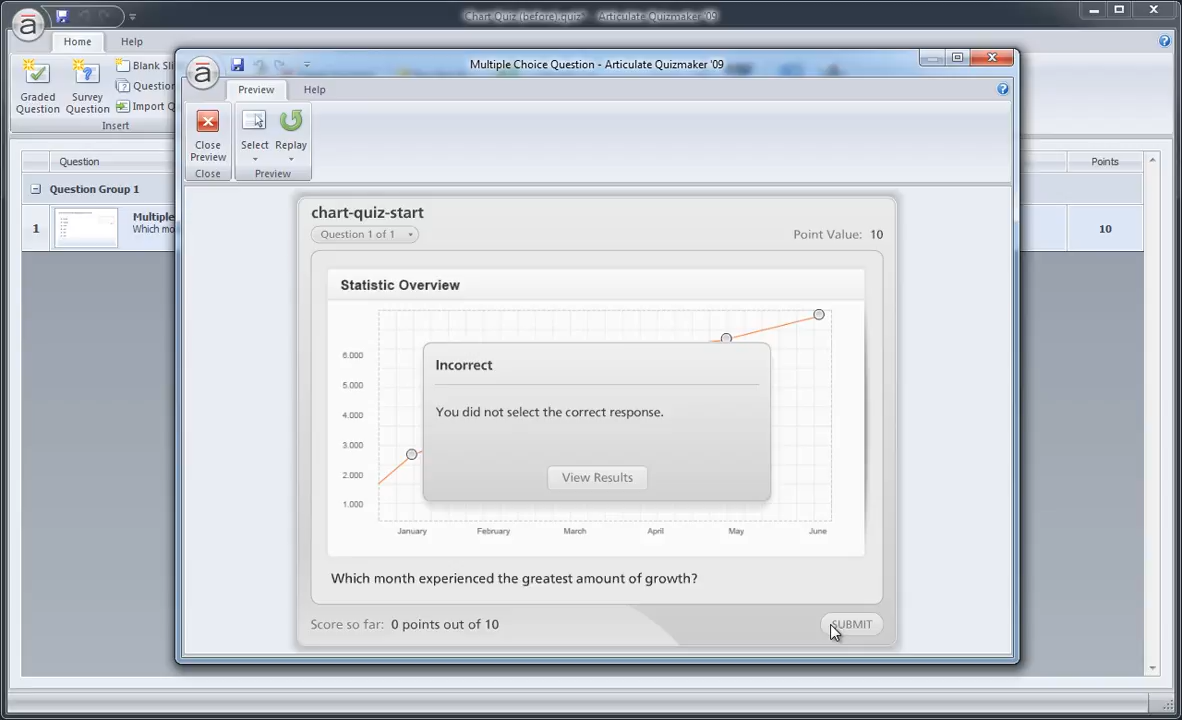 Chart Quiz (before).quiz* - Articulate Quizmaker '09
Home
Help
Graded Question
Survey Question
Blank Sli
Question
Import Q
Insert
Question
Points
Question Group 1
1
Multiple
Which mo
10
Multiple Choice Question - Articulate Quizmaker '09
Preview
Help
Close Preview
Select
Replay
Close
Preview
chart-quiz-start
Question 1 of 1
Point Value: 10
Statistic Overview
6.000
5.000
4.000
3.000
2.000
1.000
January
February
March
April
May
June
Incorrect
You did not select the correct response.
View Results
Which month experienced the greatest amount of growth?
Score so far: 0 points out of 10
SUBMIT